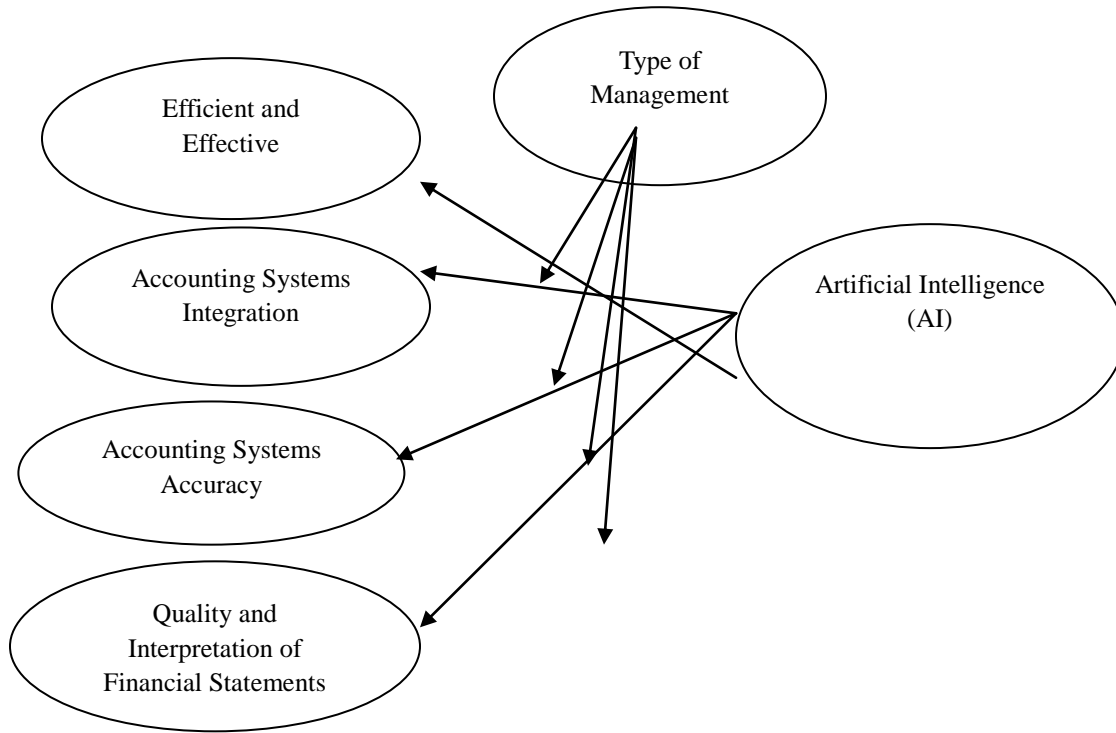 Type of
Management
Efficient and
Effective
Accounting Systems
Integration
Artificial Intelligence
(AI)
Accounting Systems
Accuracy
Quality and
Interpretation of
Financial Statements